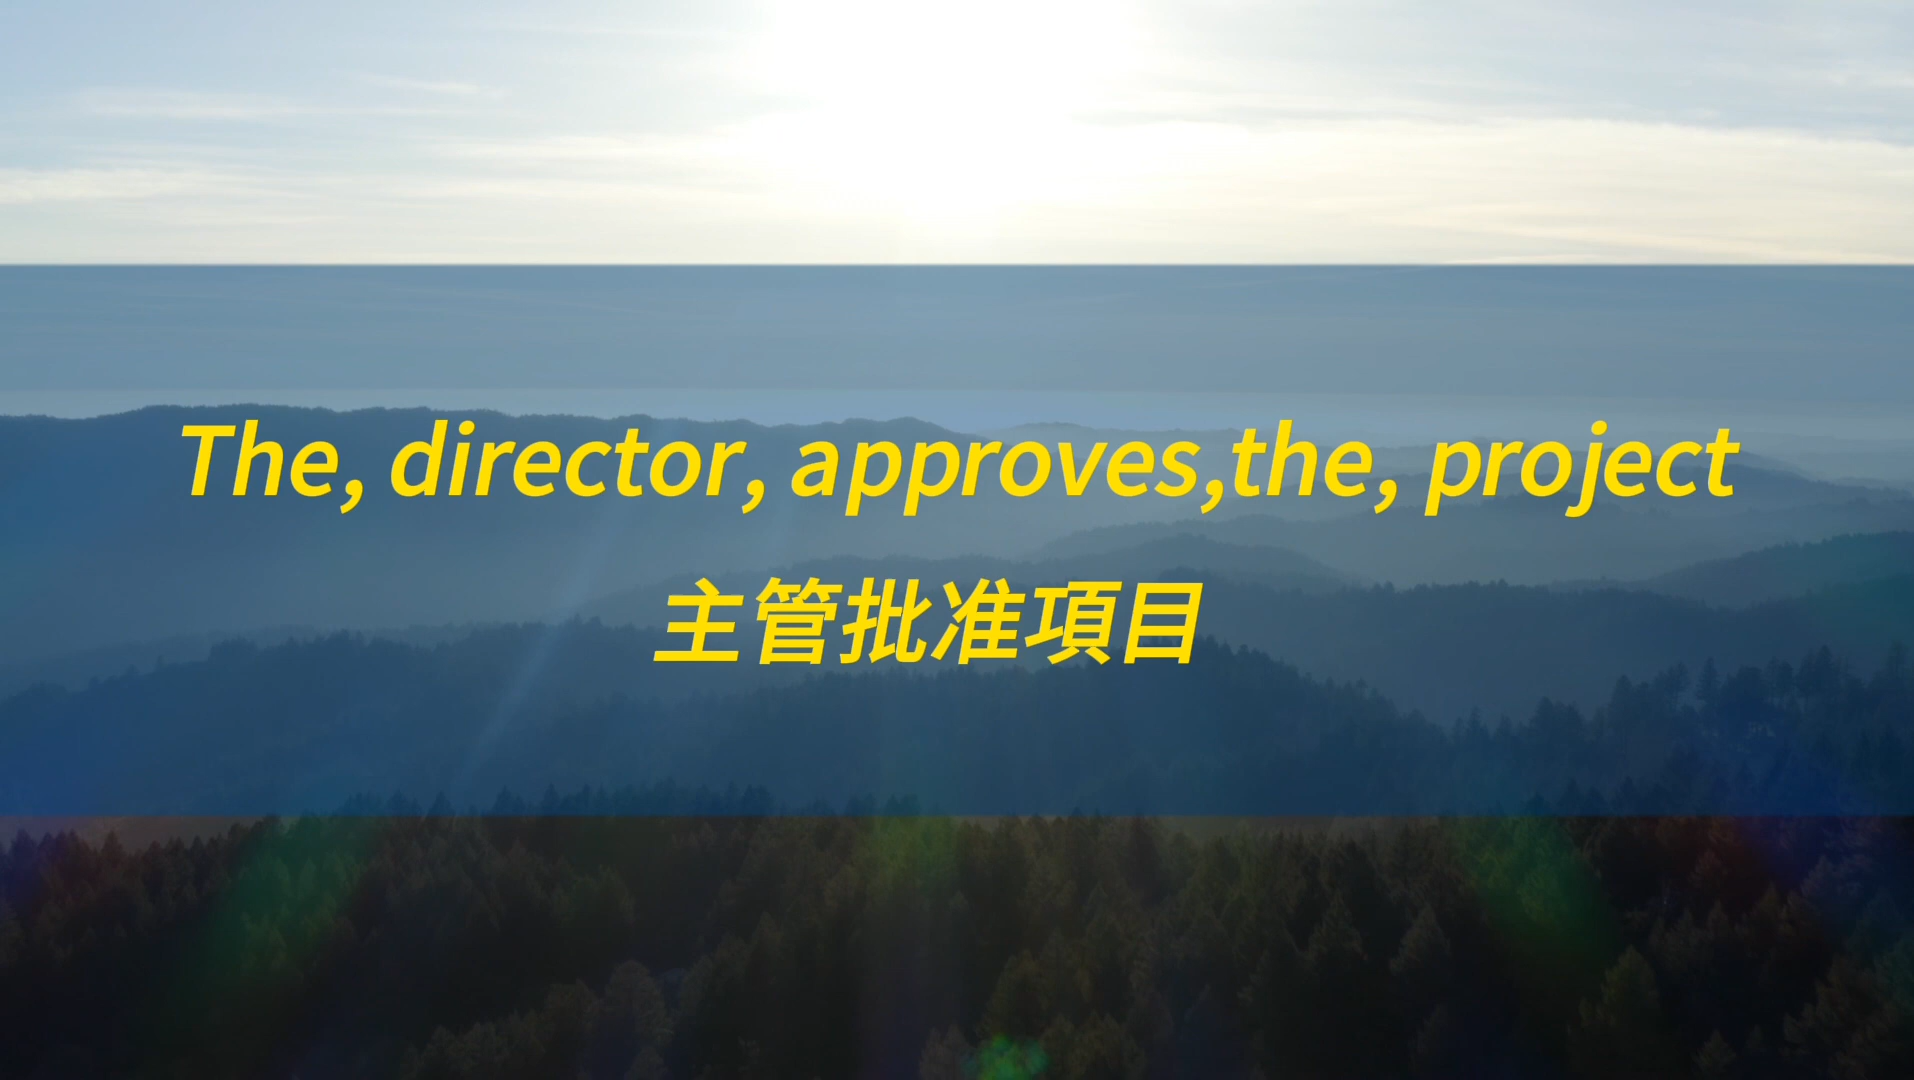 The, director, approves,the, project
主管批准項目